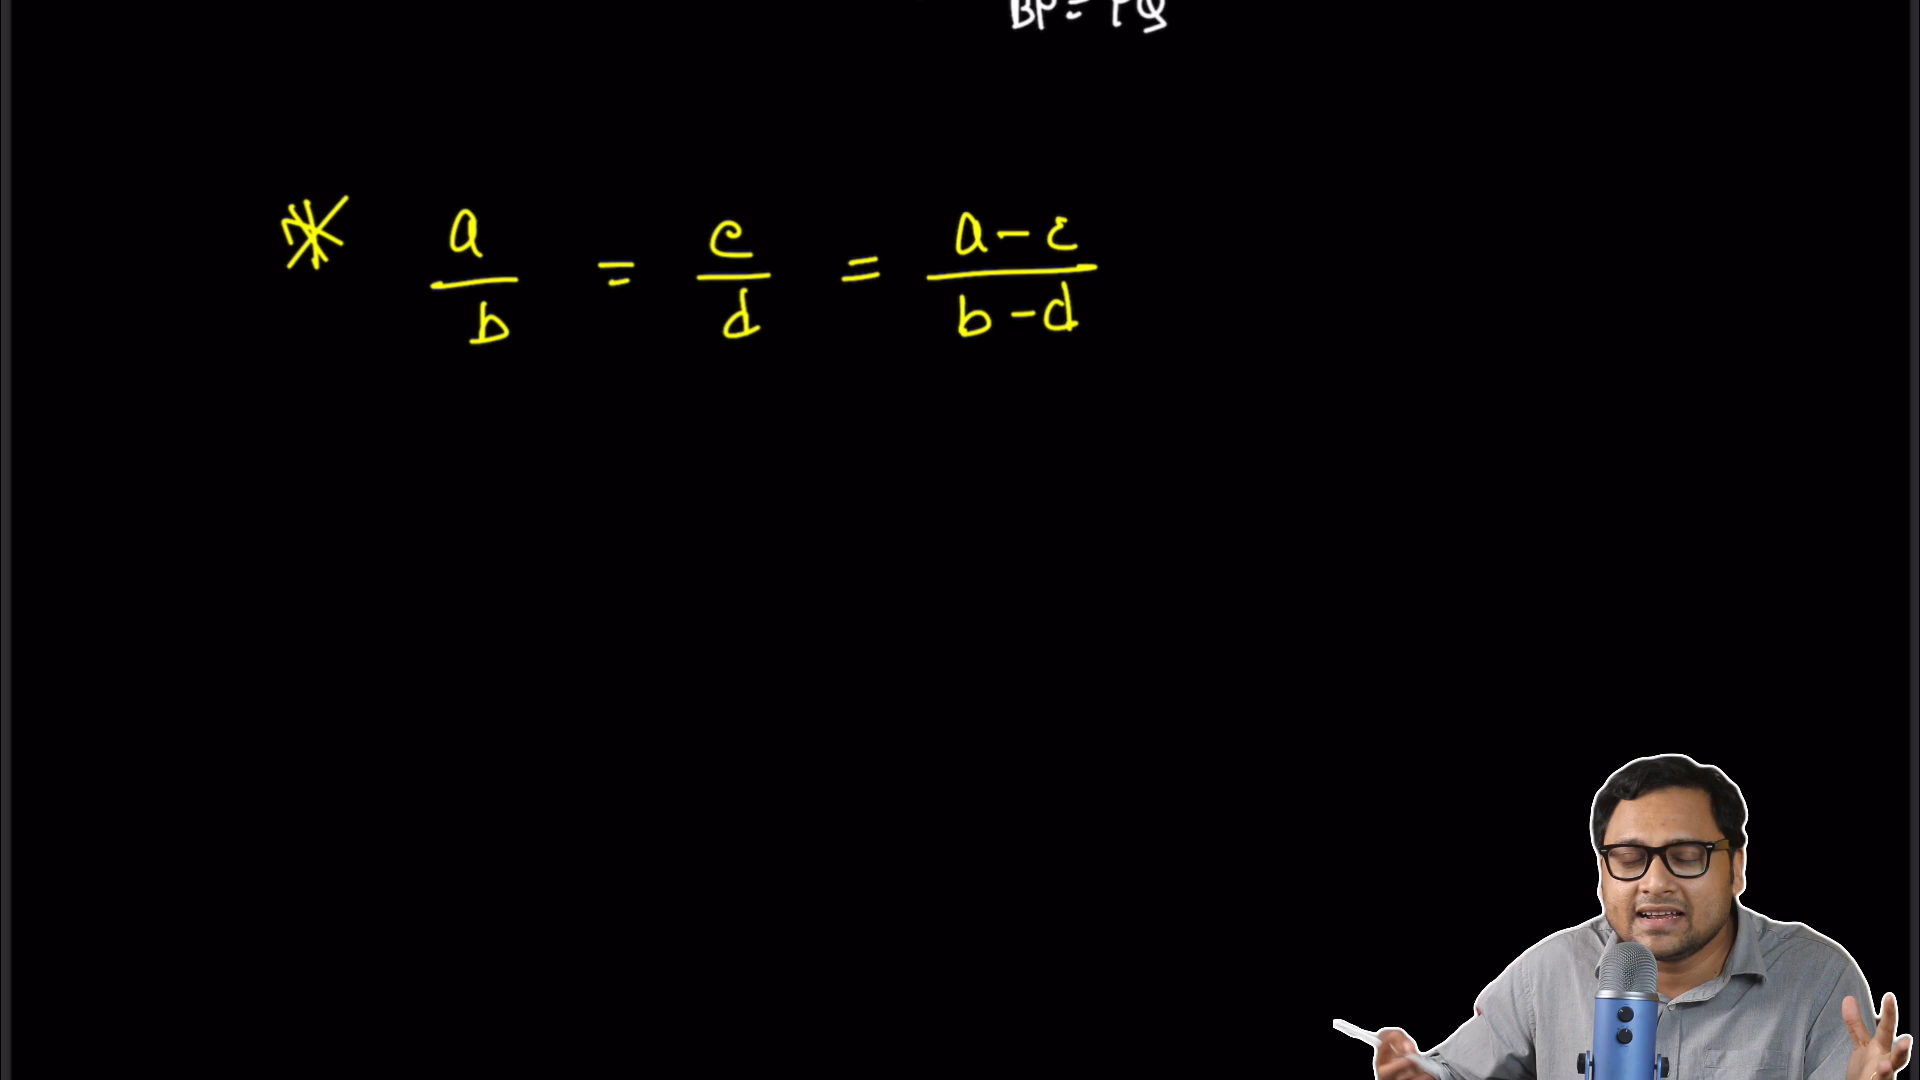 BP = PQ
* a/b = c/d = a-c/b-d